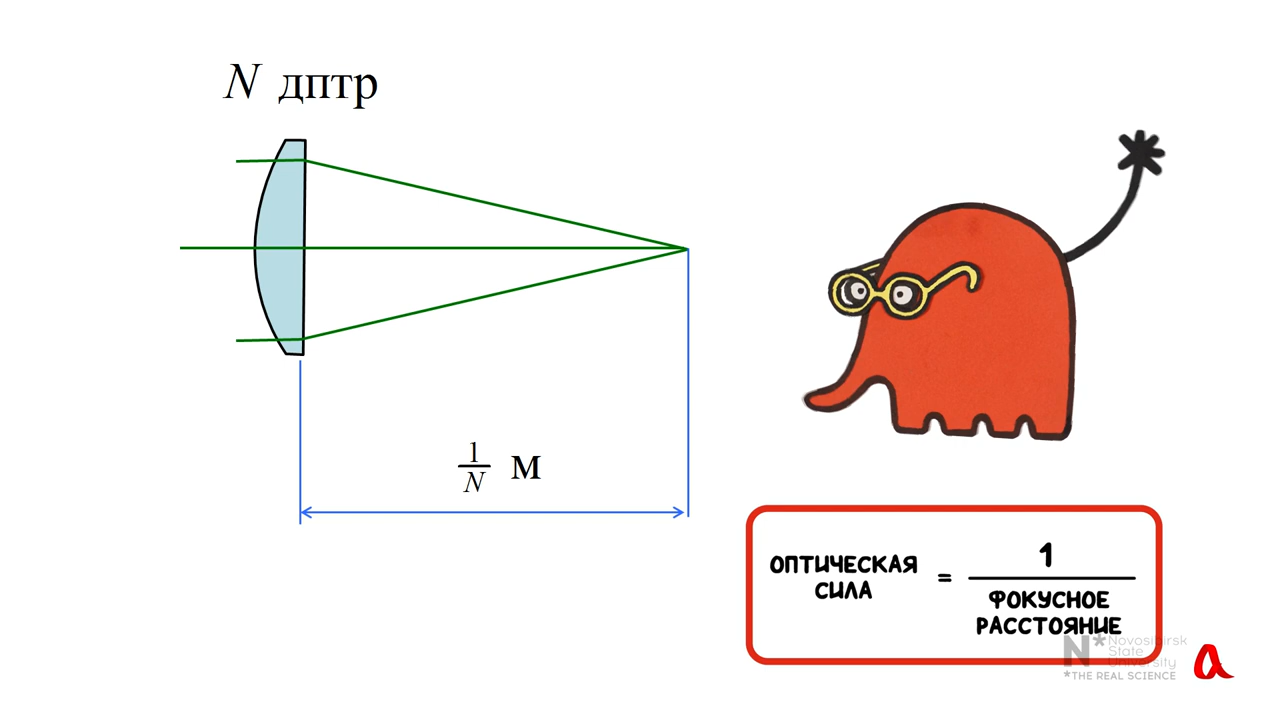 N дптр
1
N
м
ОПТИЧЕСКАЯ
СИЛА
=
1
ФОКУСНОЕ
РАССТОЯНИЕ
N* Novosibirsk
State
University
*THE REAL SCIENCE
a